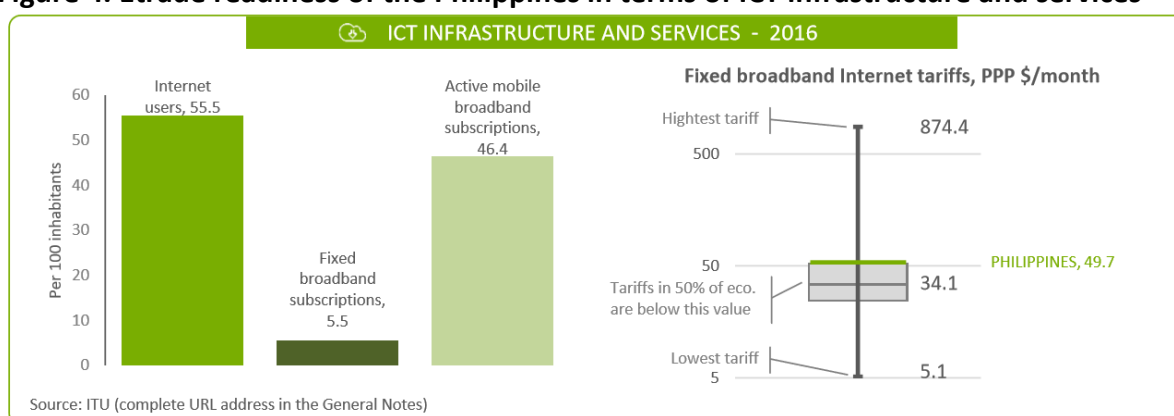 ICT INFRASTRUCTURE AND SERVICES - 2016
Per 100 inhabitants
60
50
40
30
20
10
0
Internet
users, 55.5
Fixed
broadband
subscriptions,
5.5
Active mobile
broadband
subscriptions,
46.4
Fixed broadband Internet tariffs, PPP $/month
Hightest tariff
874.4
500
50
PHILIPPINES, 49.7
Tariffs in 50% of eco.
are below this value
34.1
Lowest tariff
5.1
5
Source: ITU (complete URL address in the General Notes)